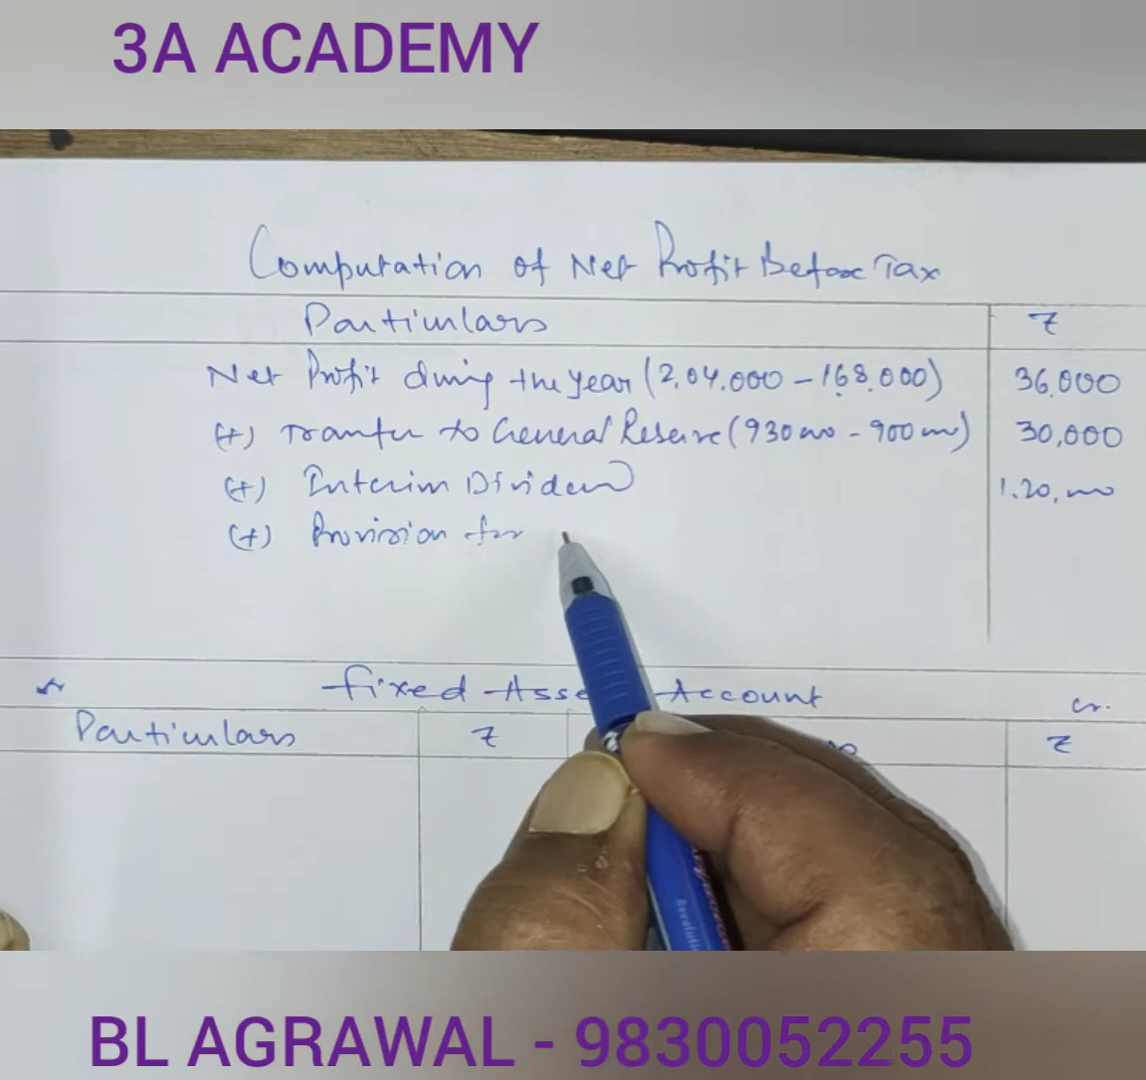 3A ACADEMY
Computation of Net Profit Before Tax
Particulars ₹
Net Profit during the year (2,04,000 - 168,000) 36,000
(+) Transfer to General Reserve (930000 - 900000) 30,000
(+) Interim Dividend 1,20,000
(+) Provision for
Fixed Asse Account
Cr.
Particulars ₹ ₹
BL AGRAWAL - 9830052255